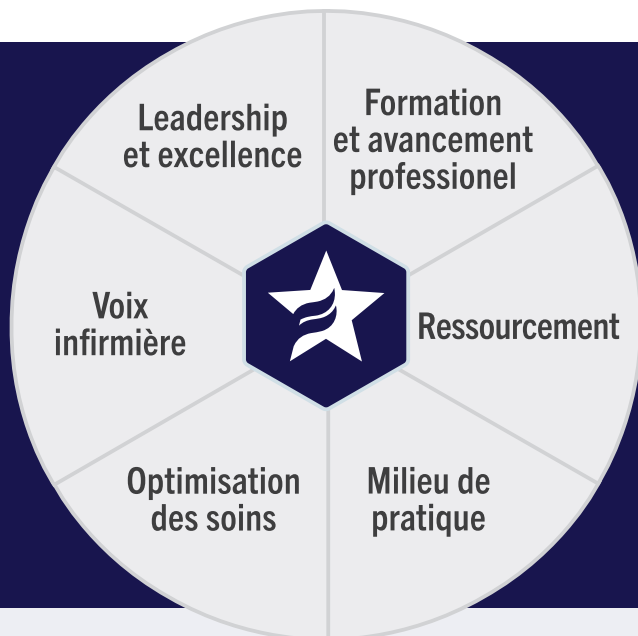 Leadership
et excellence
Formation
et avancement
professionel
Voix
infirmière
Ressourcement
Optimisation
des soins
Milieu de
pratique